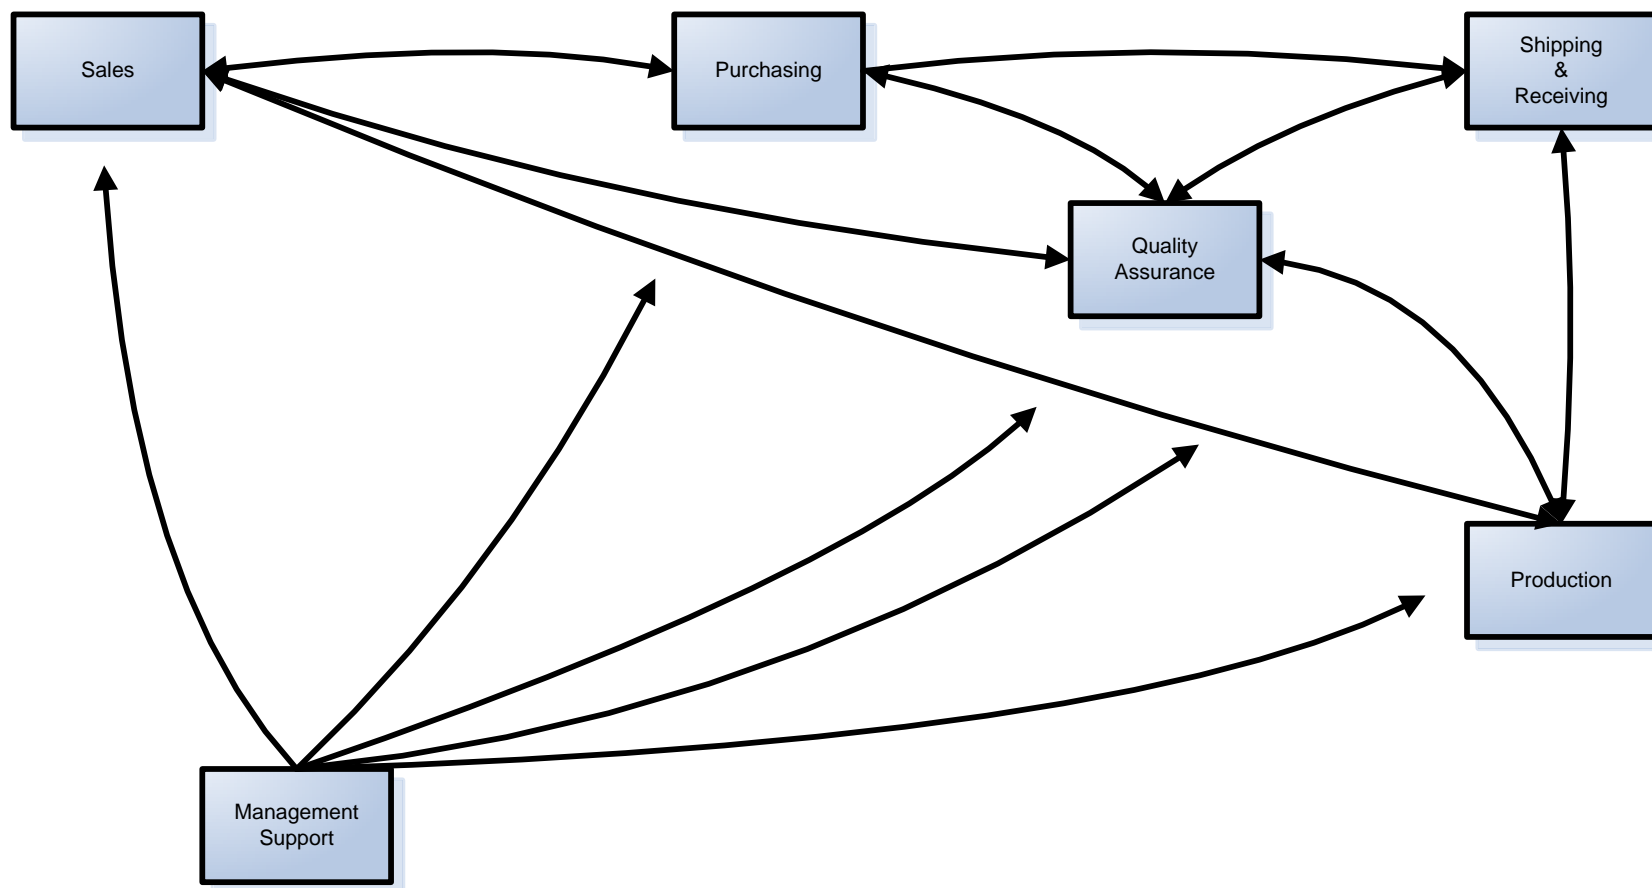 Sales
Purchasing
Shipping
&
Receiving
Quality
Assurance
Production
Management
Support